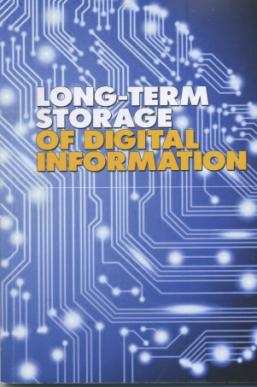 LONG-TERM
STORAGE
OF DIGITAL
INFORMATION